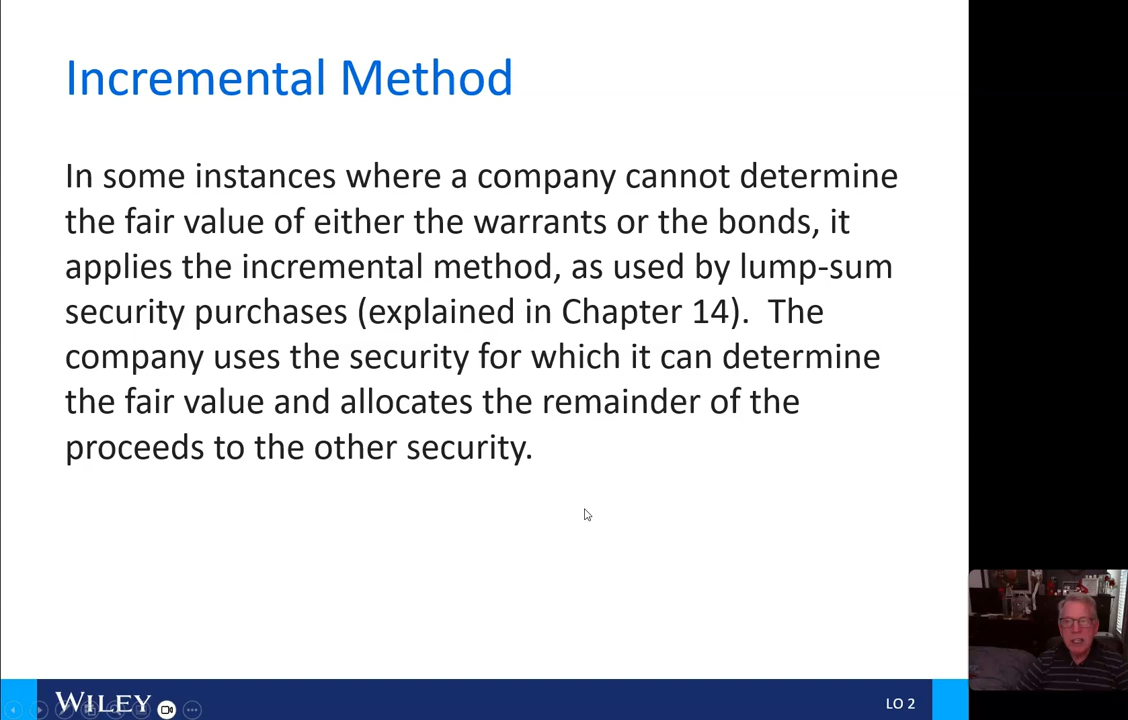 Incremental Method
In some instances where a company cannot determine
the fair value of either the warrants or the bonds, it
applies the incremental method, as used by lump-sum
security purchases (explained in Chapter 14).  The
company uses the security for which it can determine
the fair value and allocates the remainder of the
proceeds to the other security.
WILEY
LO 2